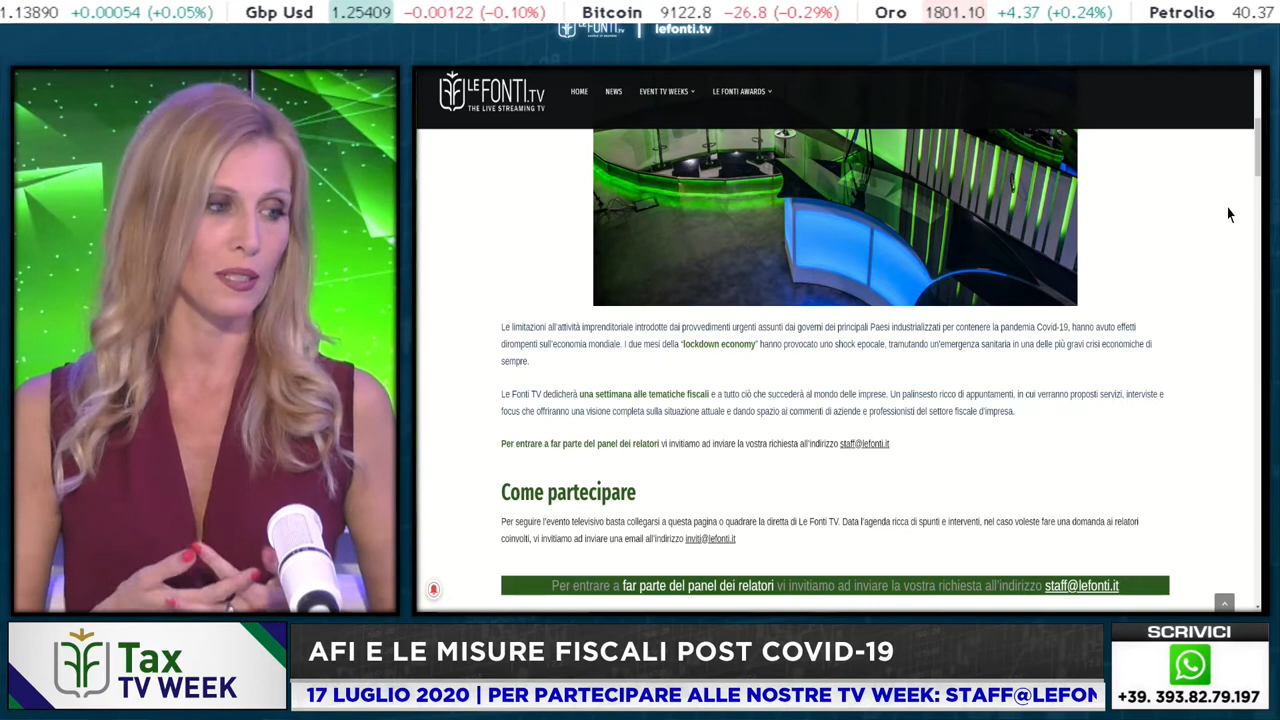 1.13890 +0.00054 (+0.05%) Gbp Usd 1.25409 −0.00122 (−0.10%) Bitcoin 9122.8 −26.8 (−0.29%) Oro 1801.10 +4.37 (+0.24%) Petrolio 40.37
LE FONTI.TV | lefonti.tv
LE FONTI.TV
THE LIVE STREAMING TV
HOME NEWS EVENT TV WEEKS LE FONTI AWARDS
Le limitazioni all'attività imprenditoriale introdotte dai provvedimenti urgenti assunti dai governi dei principali Paesi industrializzati per contenere la pandemia Covid-19, hanno avuto effetti
dirompenti sull'economia mondiale. I due mesi della "lockdown economy" hanno provocato uno shock epocale, tramutando un'emergenza sanitaria in una delle più gravi crisi economiche di
sempre.
Le Fonti TV dedicherà una settimana alle tematiche fiscali e a tutto ciò che succederà al mondo delle imprese. Un palinsesto ricco di appuntamenti, in cui verranno proposti servizi, interviste e
focus che offriranno una visione completa sulla situazione attuale e dando spazio ai commenti di aziende e professionisti del settore fiscale d'impresa.
Per entrare a far parte del panel dei relatori vi invitiamo ad inviare la vostra richiesta all'indirizzo staff@lefonti.it
Come partecipare
Per seguire l'evento televisivo basta collegarsi a questa pagina o quadrare la diretta di Le Fonti TV. Data l'agenda ricca di spunti e interventi, nel caso voleste fare una domanda ai relatori
coinvolti, vi invitiamo ad inviare una email all'indirizzo inviti@lefonti.it
Per entrare a far parte del panel dei relatori vi invitiamo ad inviare la vostra richiesta all'indirizzo staff@lefonti.it
Tax
TV WEEK
AFI E LE MISURE FISCALI POST COVID-19
17 LUGLIO 2020 | PER PARTECIPARE ALLE NOSTRE TV WEEK: STAFF@LEFON
SCRIVICI
+39. 393.82.79.197